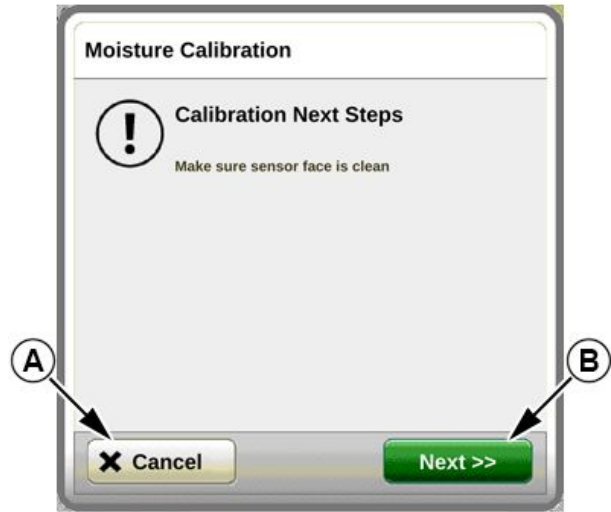 Moisture Calibration
!
Calibration Next Steps
Make sure sensor face is clean
A
B
Cancel
Next >>